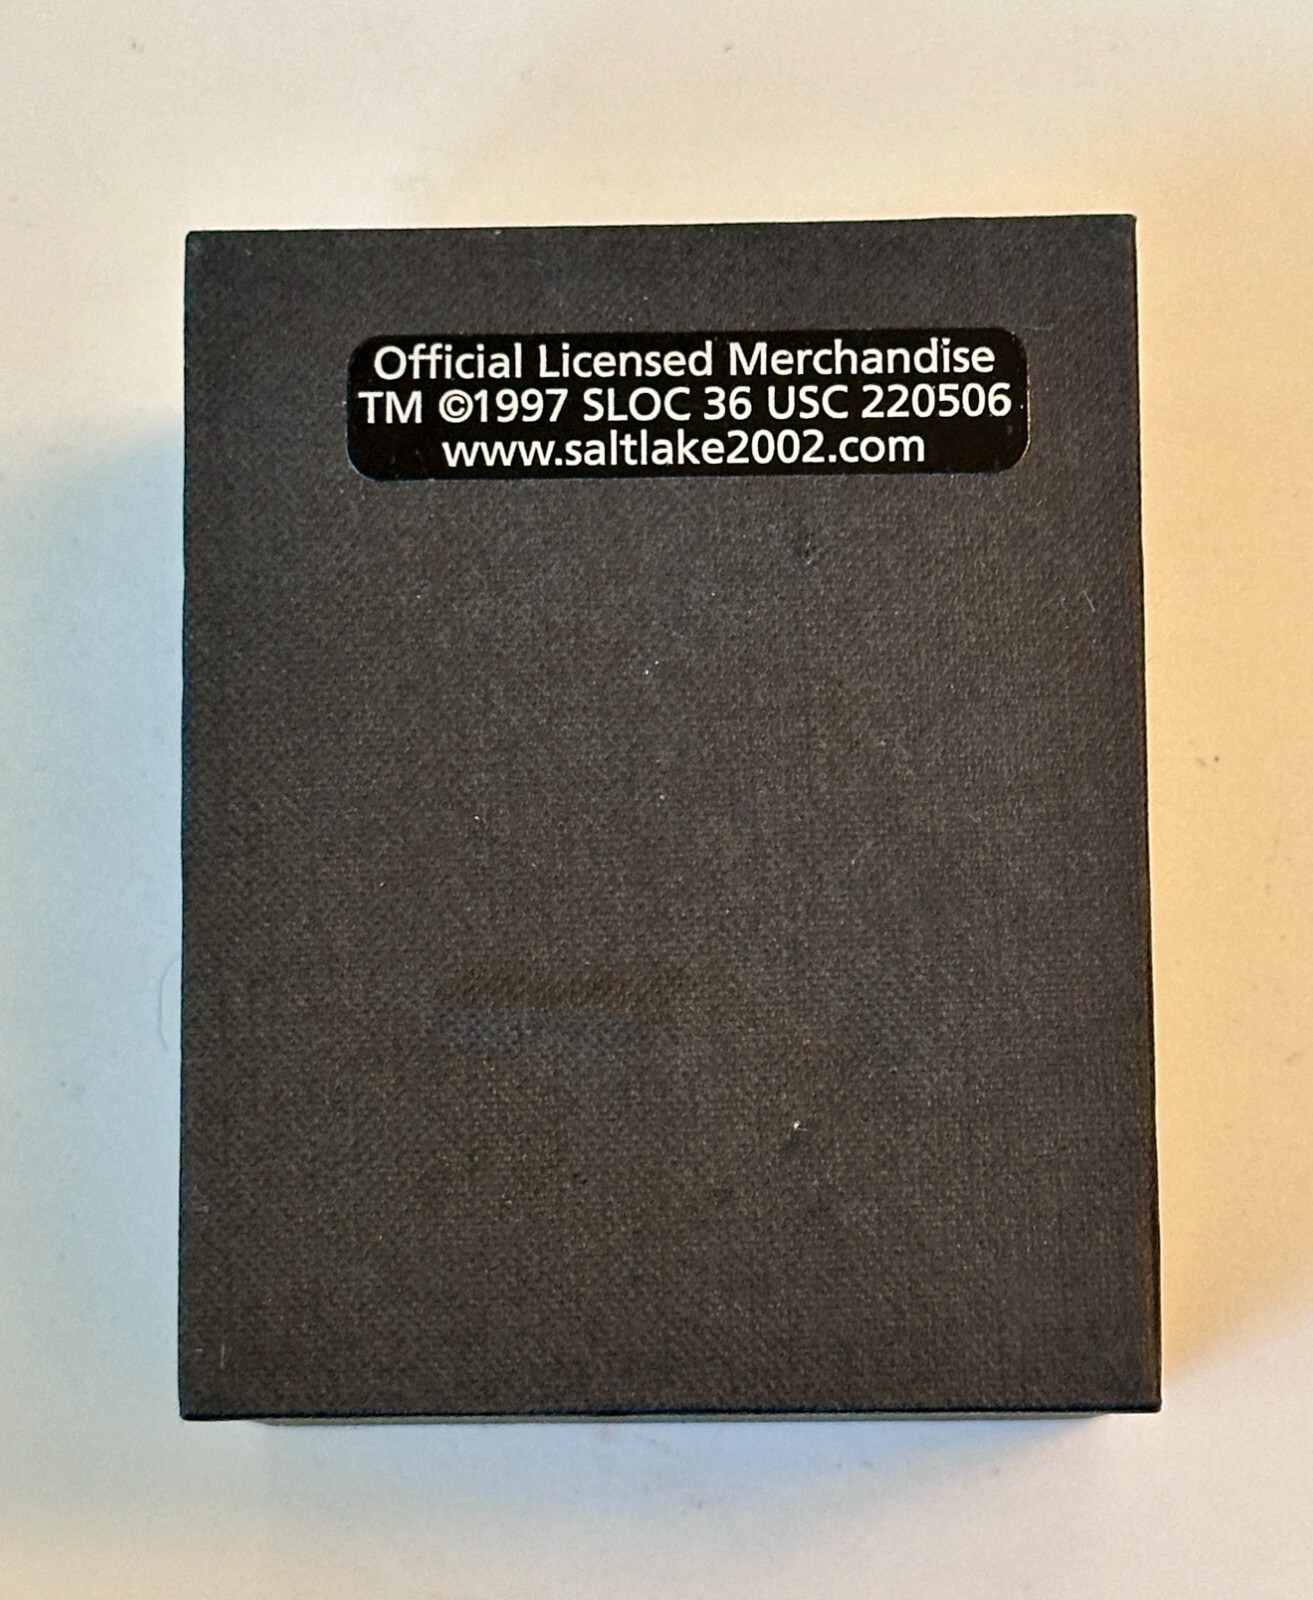 Official Licensed Merchandise
TM ©1997 SLOC 36 USC 220506
www.saltlake2002.com